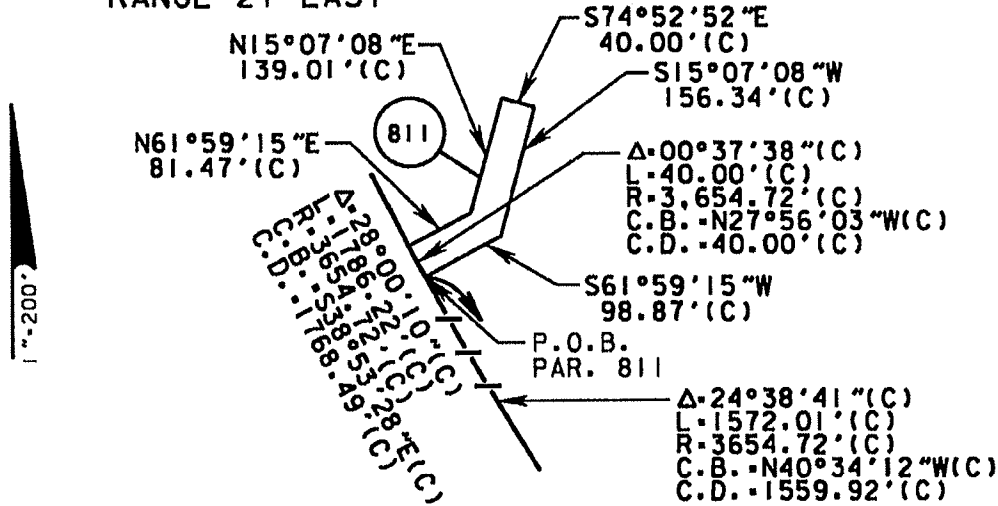 RANGE 21 EAST
S74°52'52"E
40.00'(C)
N15°07'08"E
139.01'(C)
S15°07'08"W
156.34'(C)
811
N61°59'15"E
81.47'(C)
Δ=00°37'38"(C)
L=40.00'(C)
R=3,654.72'(C)
C.B.=N27°56'03"W(C)
C.D.=40.00'(C)
Δ=28°00'10"(C)
L=1786.22'(C)
R=3654.72'(C)
C.B.=S38°53'28"E(C)
C.D.=1768.49'(C)
S61°59'15"W
98.87'(C)
1"=200'
P.O.B.
PAR. 811
Δ=24°38'41"(C)
L=1572.01'(C)
R=3654.72'(C)
C.B.=N40°34'12"W(C)
C.D.=1559.92'(C)